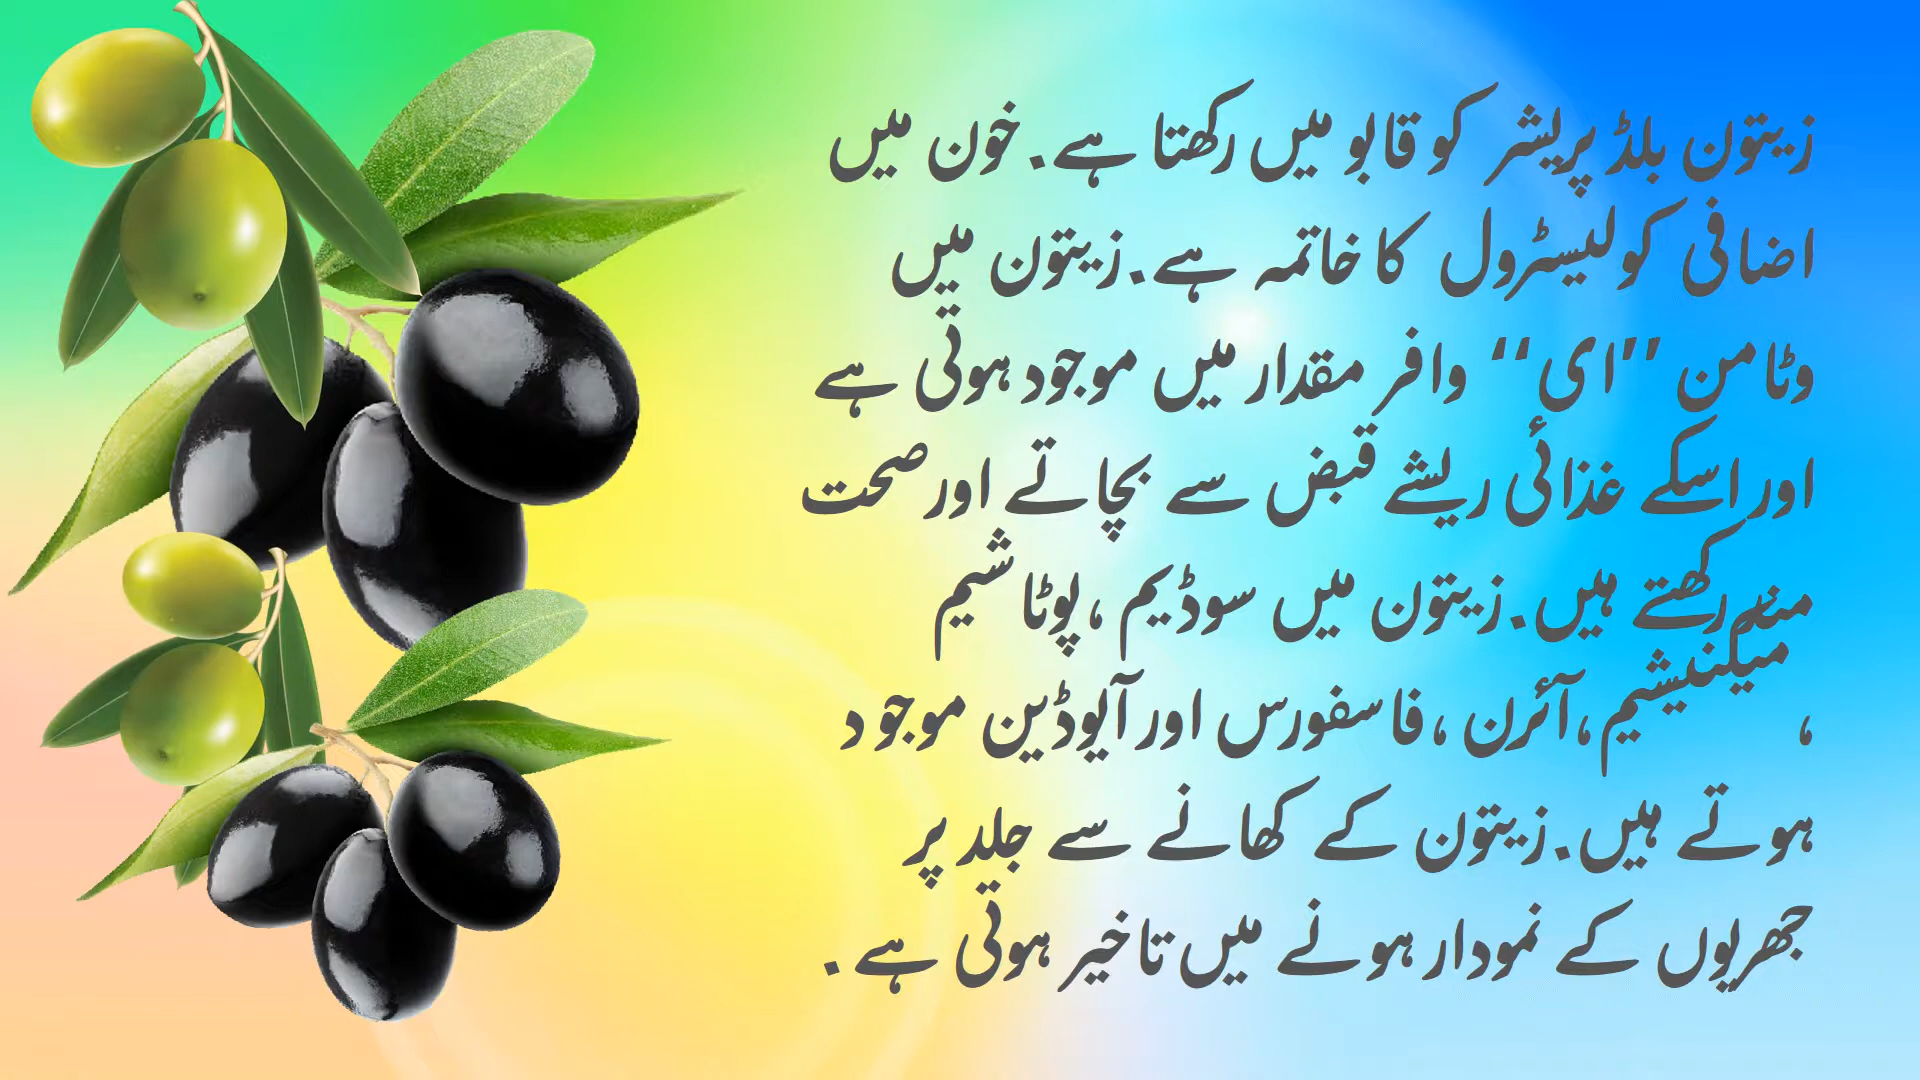 زیتون بلڈ پریشر کو قابو میں رکھتا ہے. خون میں
اضافی کولیسٹرول کا خاتمہ ہے.زیتون میں
وٹامن ’’ای‘‘ وافر مقدار میں موجود ہوتی ہے
اور اسکے غذائی ریشے قبض سے بچاتے اور صحت
مند رکھتے ہیں.زیتون میں سوڈیم ،پوٹاشیم
، میگنیشیم،آئرن ،فاسفورس اور آیوڈین موجود
ہوتے ہیں.زیتون کے کھانے سے جلد پر
جھریوں کے نمودار ہونے میں تاخیر ہوتی ہے .